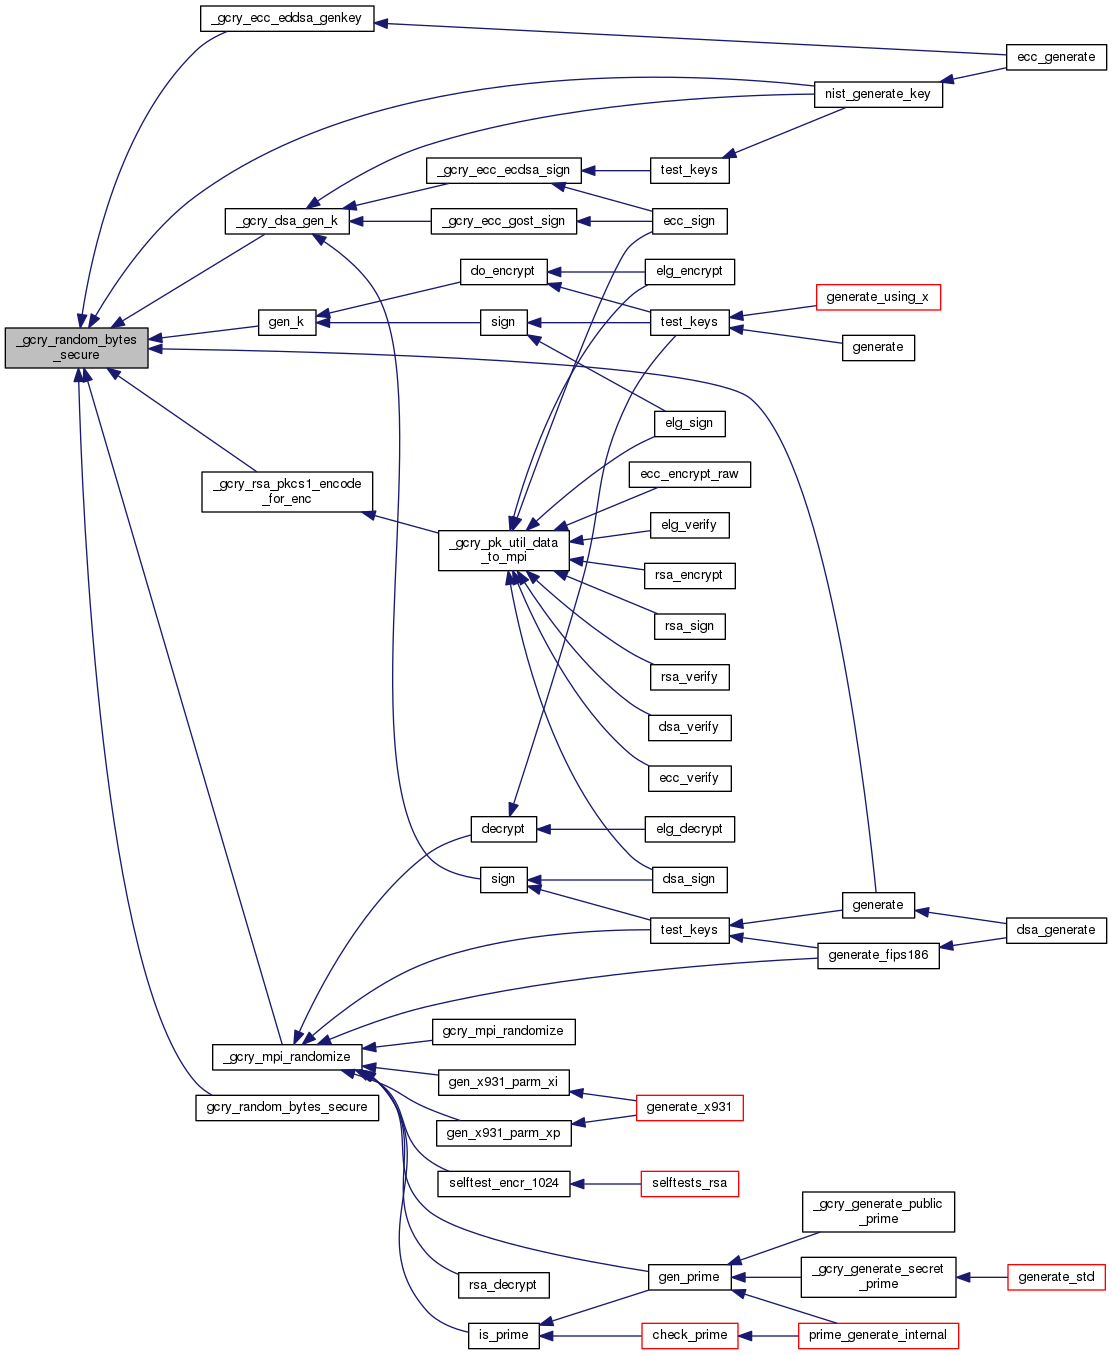 _gcry_ecc_eddsa_genkey
ecc_generate
nist_generate_key
_gcry_ecc_ecdsa_sign
test_keys
_gcry_dsa_gen_k
_gcry_ecc_gost_sign
ecc_sign
do_encrypt
elg_encrypt
generate_using_x
gen_k
sign
test_keys
_gcry_random_bytes
_secure
generate
elg_sign
ecc_encrypt_raw
_gcry_rsa_pkcs1_encode
_for_enc
elg_verify
_gcry_pk_util_data
_to_mpi
rsa_encrypt
rsa_sign
rsa_verify
dsa_verify
ecc_verify
decrypt
elg_decrypt
sign
dsa_sign
generate
test_keys
dsa_generate
generate_fips186
gcry_mpi_randomize
_gcry_mpi_randomize
gen_x931_parm_xi
gcry_random_bytes_secure
generate_x931
gen_x931_parm_xp
selftest_encr_1024
selftests_rsa
_gcry_generate_public
_prime
gen_prime
_gcry_generate_secret
_prime
generate_std
rsa_decrypt
is_prime
check_prime
prime_generate_internal